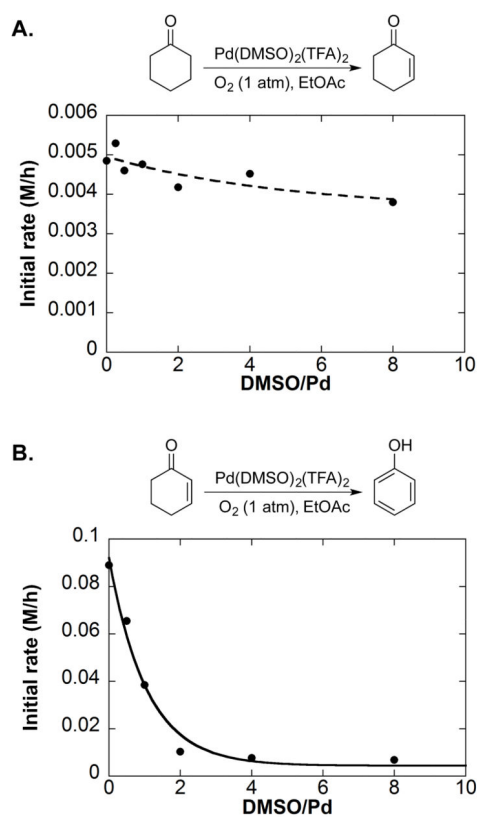 A.
O
O
Pd(DMSO)₂(TFA)₂
O₂ (1 atm), EtOAc
0.006
0.005
0.004
0.003
0.002
0.001
0
Initial rate (M/h)
0 2 4 6 8 10
DMSO/Pd
B.
O
OH
Pd(DMSO)₂(TFA)₂
O₂ (1 atm), EtOAc
0.1
0.08
0.06
0.04
0.02
0
Initial rate (M/h)
0 2 4 6 8 10
DMSO/Pd